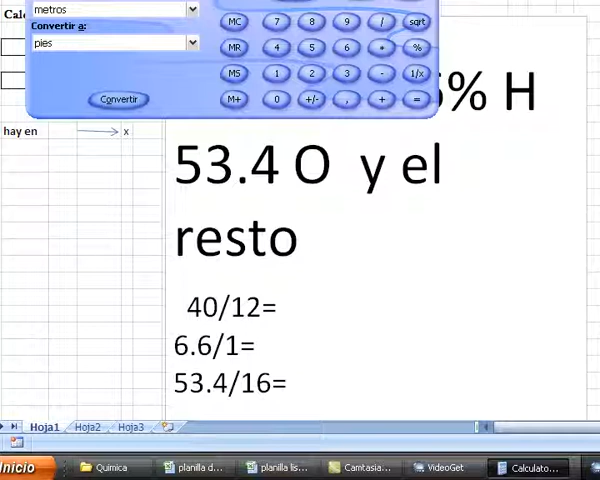 Calc
metros
Convertir a:
pies
Convertir
MC 7 8 9 / sqrt
MR 4 5 6 * %
MS 1 2 3 - 1/x
M+ 0 +/- , + =
hay en x
% H
53.4 O y el
resto
40/12=
6.6/1=
53.4/16=
Hoja1 Hoja2 Hoja3
Inicio Quimica planilla d... planilla lis... Camtasia... VideoGet Calculato...